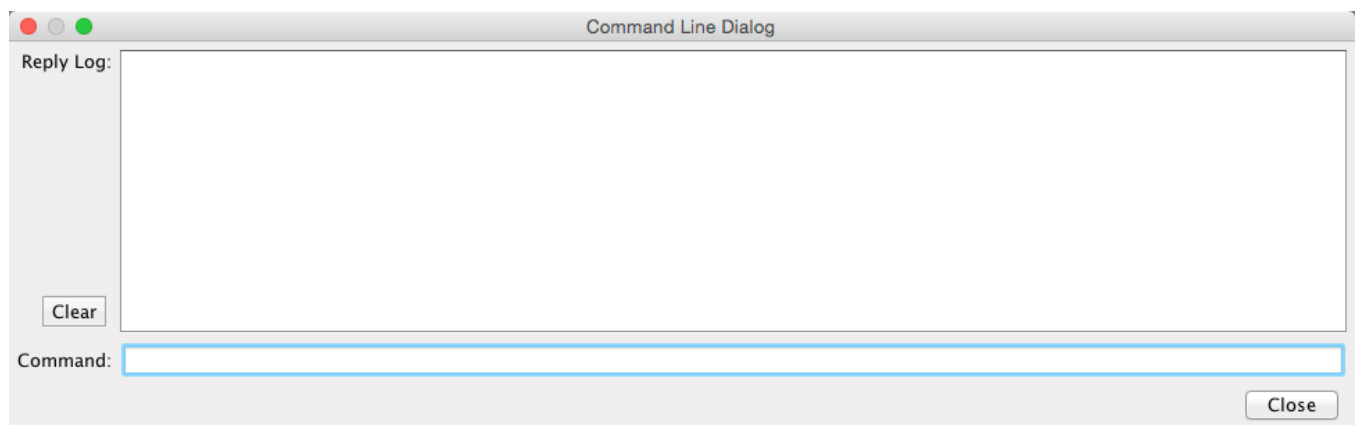 Command Line Dialog
Reply Log:
Clear
Command:
Close